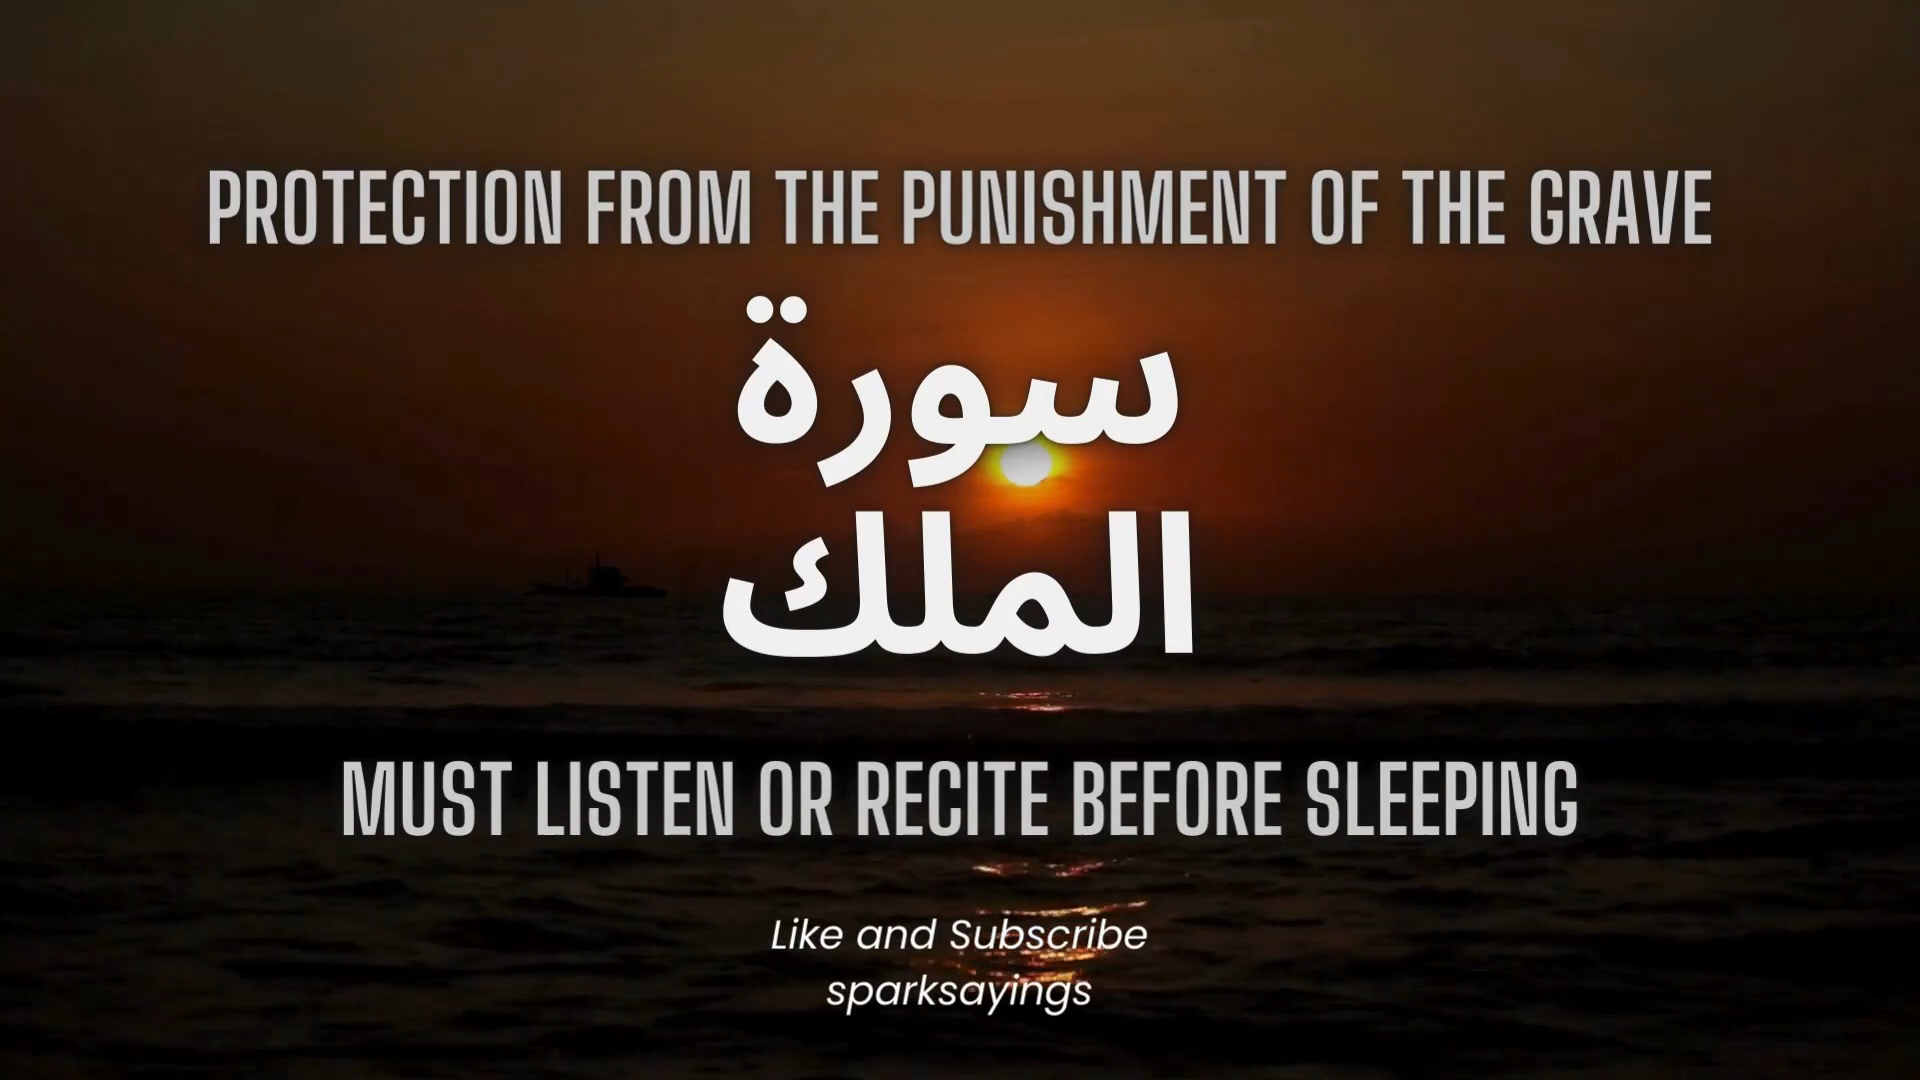 PROTECTION FROM THE PUNISHMENT OF THE GRAVE
سورة
الملك
MUST LISTEN OR RECITE BEFORE SLEEPING
Like and Subscribe
sparksayings